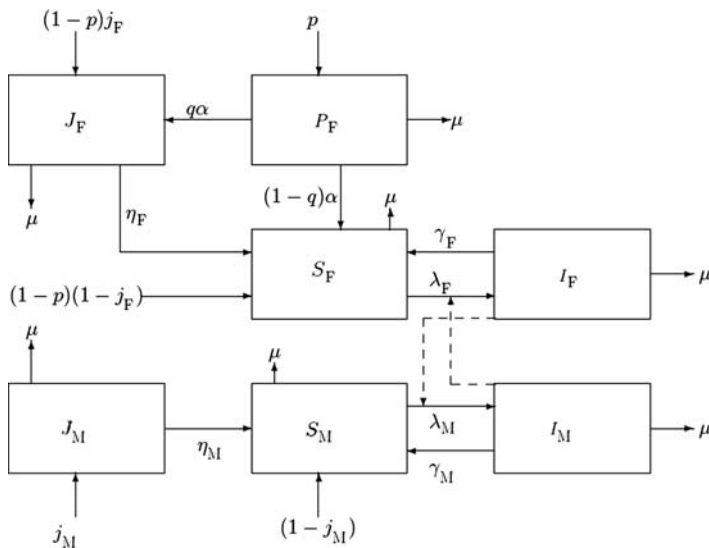 (1−p)j_F
p
J_F
qα
P_F
μ
μ
η_F
(1−q)α
μ
γ_F
S_F
I_F
μ
(1−p)(1−j_F)
λ_F
μ
μ
J_M
η_M
S_M
λ_M
I_M
μ
γ_M
j_M
(1−j_M)